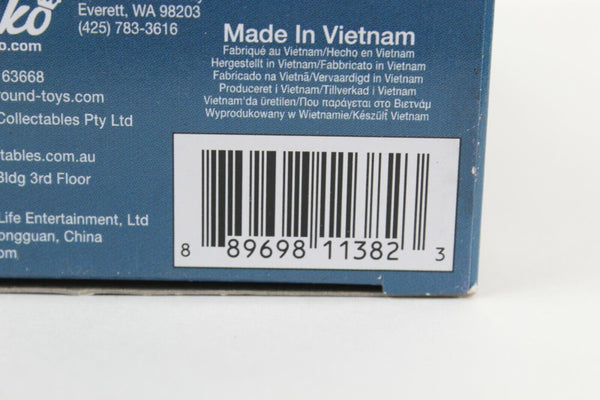 ko
Everett, WA 98203
(425) 783-3616
o.com
63668
ound-toys.com
Collectables Pty Ltd
tables.com.au
Bldg 3rd Floor
Life Entertainment, Ltd
ongguan, China
om
Made In Vietnam
Fabriqué au Vietnam/Hecho en Vietnam
Hergestellt in Vietnam/Fabbricato in Vietnam
Fabricado na Vietnã/Vervaardigd in Vietnam
Produceret i Vietnam/Tillverkad i Vietnam
Vietnam'da üretilen/Που παράγεται στο Βιετνάμ
Wyprodukowany w Wietnamie/Készült Vietnam
8 89698 11382 3